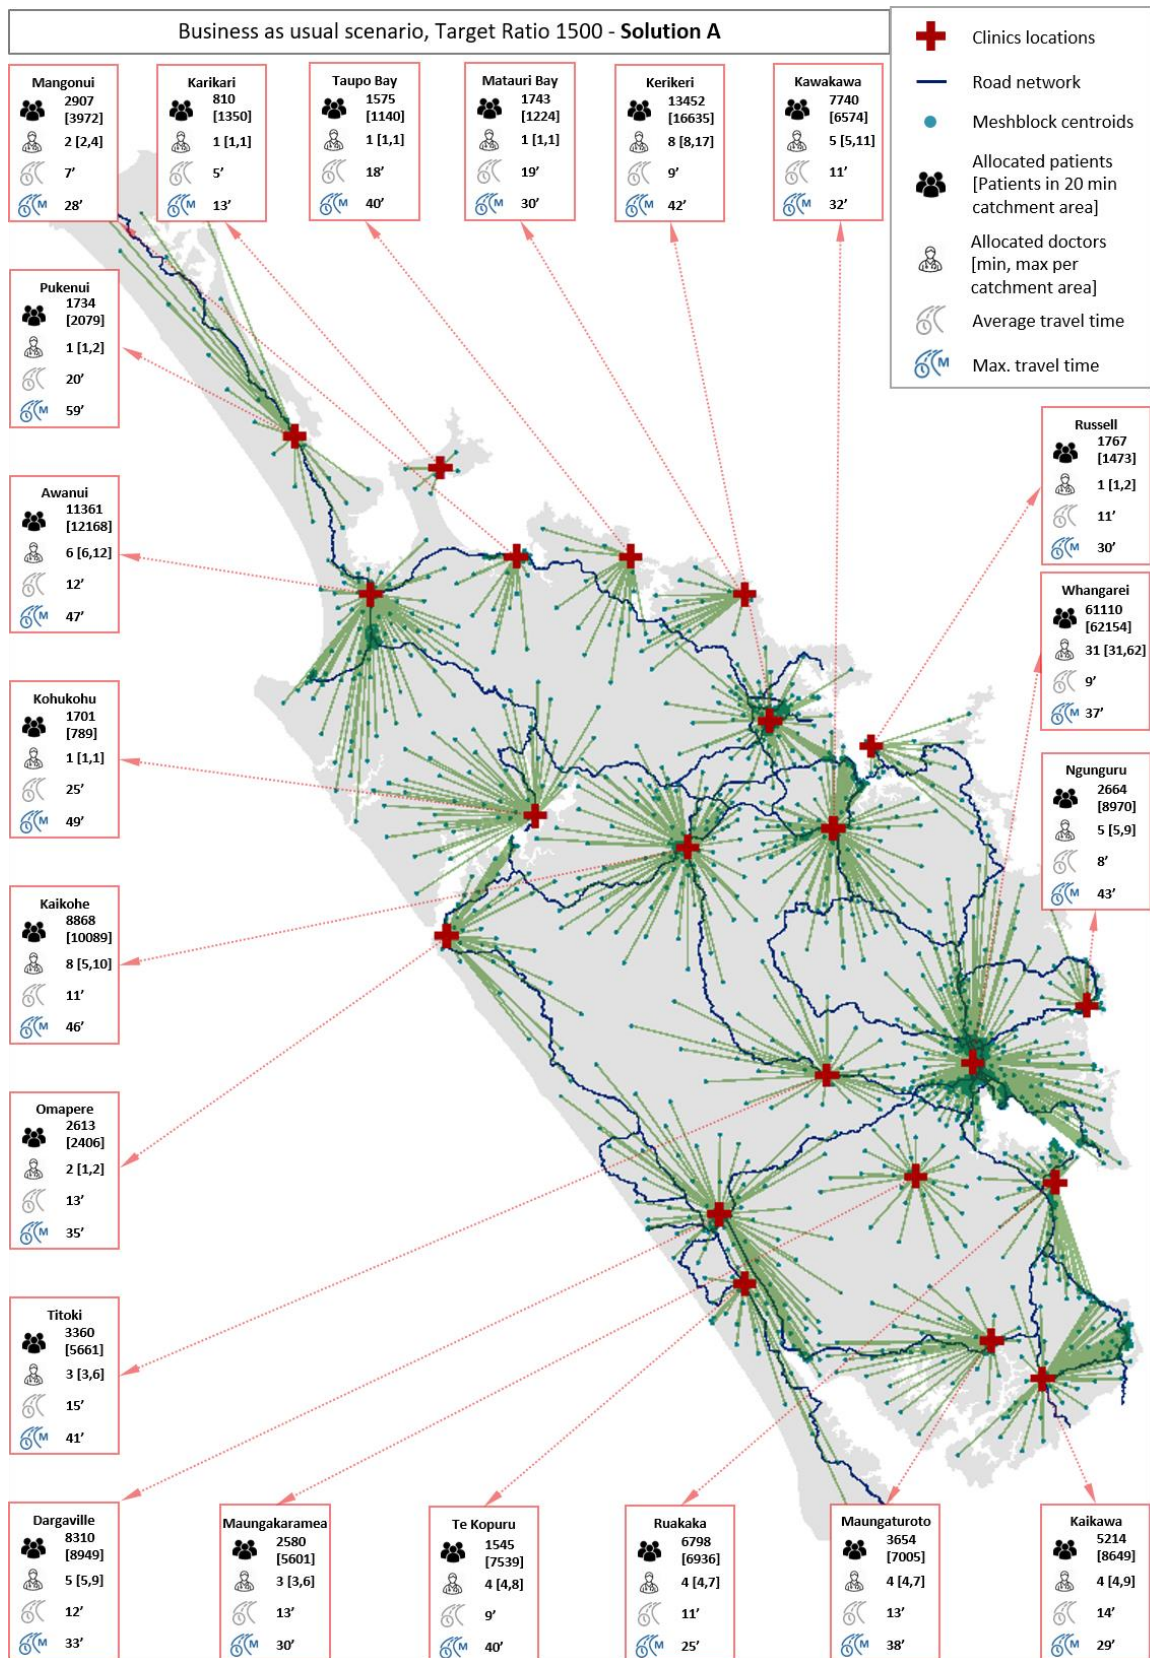 Business as usual scenario, Target Ratio 1500 - Solution A
Clinics locations
Road network
Meshblock centroids
Allocated patients
[Patients in 20 min
catchment area]
Allocated doctors
[min, max per
catchment area]
Average travel time
M
Max. travel time
Mangonui
2907
[3972]
2 [2,4]
7’
M
28’
Karikari
810
[1350]
1 [1,1]
5’
M
13’
Taupo Bay
1575
[1140]
1 [1,1]
18’
M
40’
Matauri Bay
1743
[1224]
1 [1,1]
19’
M
30’
Kerikeri
13452
[16635]
8 [8,17]
9’
M
42’
Kawakawa
7740
[6574]
5 [5,11]
11’
M
32’
Pukenui
1734
[2079]
1 [1,2]
20’
M
59’
Russell
1767
[1473]
1 [1,2]
11’
M
30’
Awanui
11361
[12168]
6 [6,12]
12’
M
47’
Whangarei
61110
[62154]
31 [31,62]
9’
M
37’
Kohukohu
1701
[789]
1 [1,1]
25’
M
49’
Ngunguru
2664
[8970]
5 [5,9]
8’
M
43’
Kaikohe
8868
[10089]
8 [5,10]
11’
M
46’
Omapere
2613
[2406]
2 [1,2]
13’
M
35’
Titoki
3360
[5661]
3 [3,6]
15’
M
41’
Dargaville
8310
[8949]
5 [5,9]
12’
M
33’
Maungakaramea
2580
[5601]
3 [3,6]
13’
M
30’
Te Kopuru
1545
[7539]
4 [4,8]
9’
M
40’
Ruakaka
6798
[6936]
4 [4,7]
11’
M
25’
Maungaturoto
3654
[7005]
4 [4,7]
13’
M
38’
Kaikawa
5214
[8649]
4 [4,9]
14’
M
29’